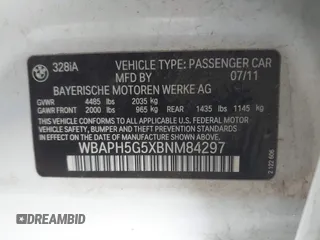 328iA VEHICLE TYPE: PASSENGER CAR
MFD BY 07/11
BAYERISCHE MOTOREN WERKE AG
GVWR 4485 lbs 2035 kg
GAWR FRONT 2000 lbs 965 kg REAR 1435 lbs 1145 kg
THIS VEHICLE CONFORMS TO ALL APPLICABLE FEDERAL MOTOR VEHICLE SAFETY, BUMPER, AND THEFT PREVENTION STANDARDS IN EFFECT ON THE DATE OF MANUFACTURE SHOWN ABOVE.
WBAPH5G5XBNM84297